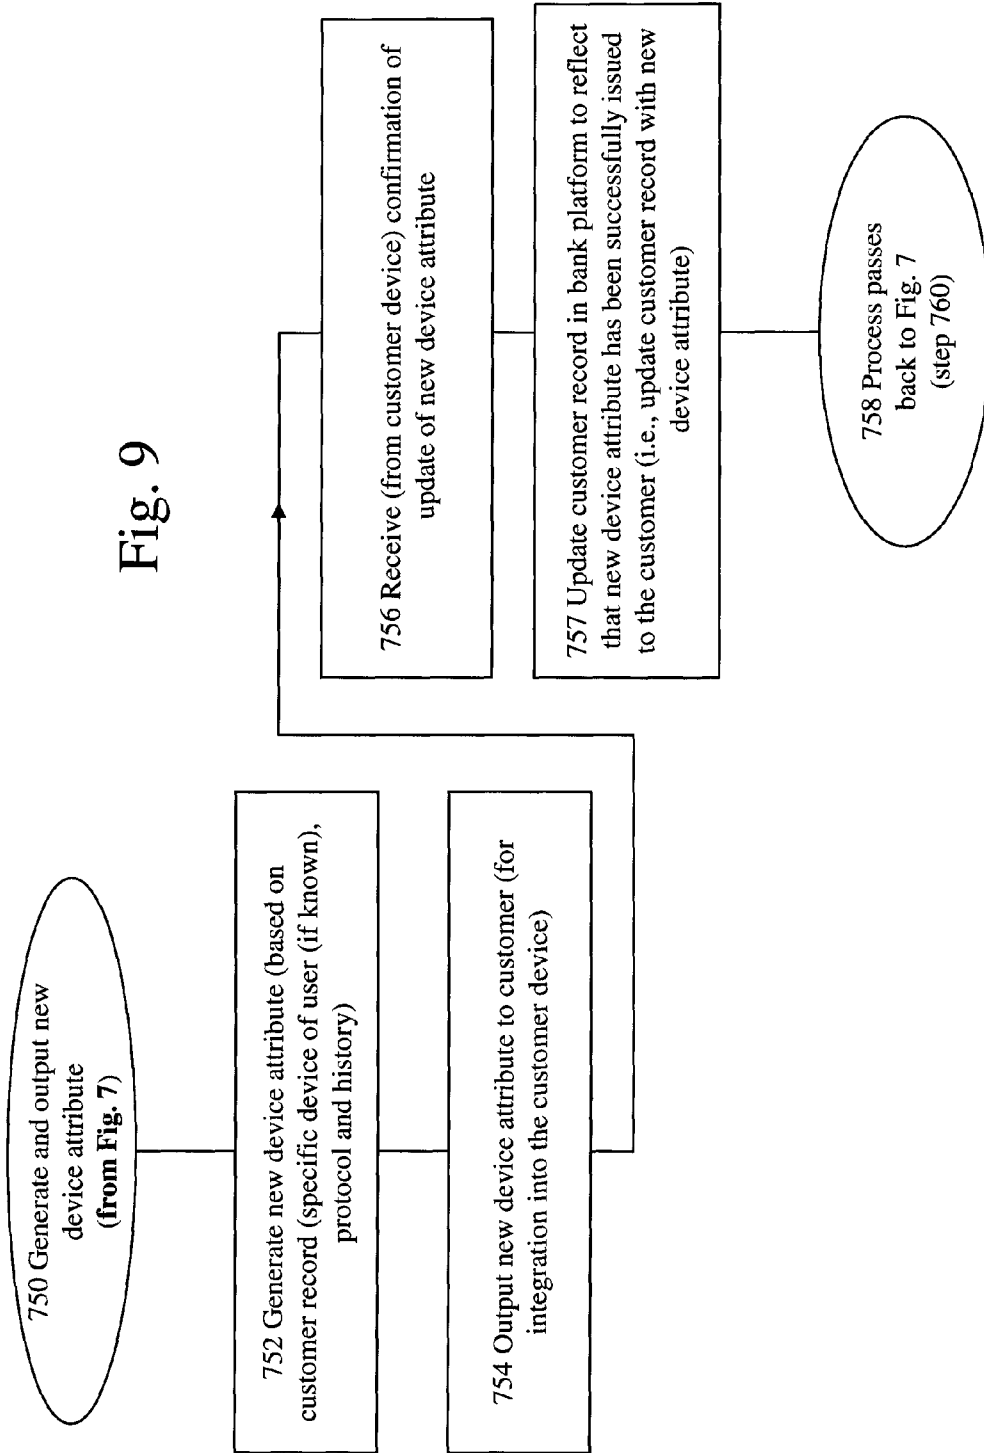 Fig. 9
750 Generate and output new
device attribute
(from Fig. 7)
752 Generate new device attribute (based on
customer record (specific device of user (if known),
protocol and history)
754 Output new device attribute to customer (for
integration into the customer device)
756 Receive (from customer device) confirmation of
update of new device attribute
757 Update customer record in bank platform to reflect
that new device attribute has been successfully issued
to the customer (i.e., update customer record with new
device attribute)
758 Process passes
back to Fig. 7
(step 760)